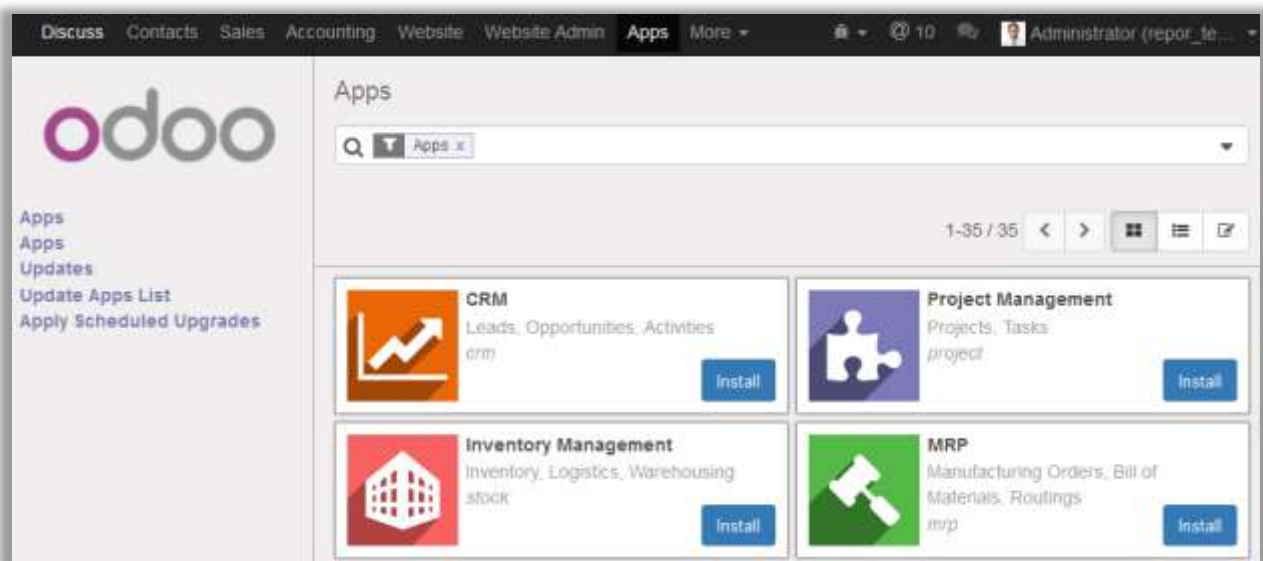 Discuss Contacts Sales Accounting Website Website Admin Apps More @ 10 Administrator (repor_te...
odoo
Apps
Apps x
Apps
Apps
Updates
Update Apps List
Apply Scheduled Upgrades
1-35 / 35
CRM
Leads, Opportunities, Activities
crm
Install
Project Management
Projects, Tasks
project
Install
Inventory Management
Inventory, Logistics, Warehousing
stock
Install
MRP
Manufacturing Orders, Bill of
Materials, Routings
mrp
Install